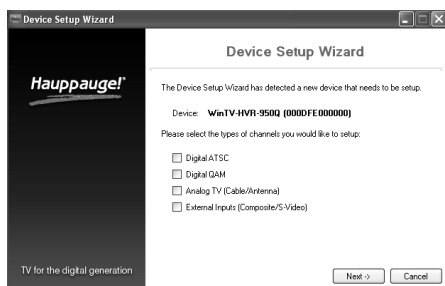 Device Setup Wizard
Device Setup Wizard
Hauppauge!
The Device Setup Wizard has detected a new device that needs to be setup.
Device: WinTV-HVR-950Q (000DFE000000)
Please select the types of channels you would like to setup:
Digital ATSC
Digital QAM
Analog TV (Cable/Antenna)
External Inputs (Composite/S-Video)
TV for the digital generation
Next ->
Cancel